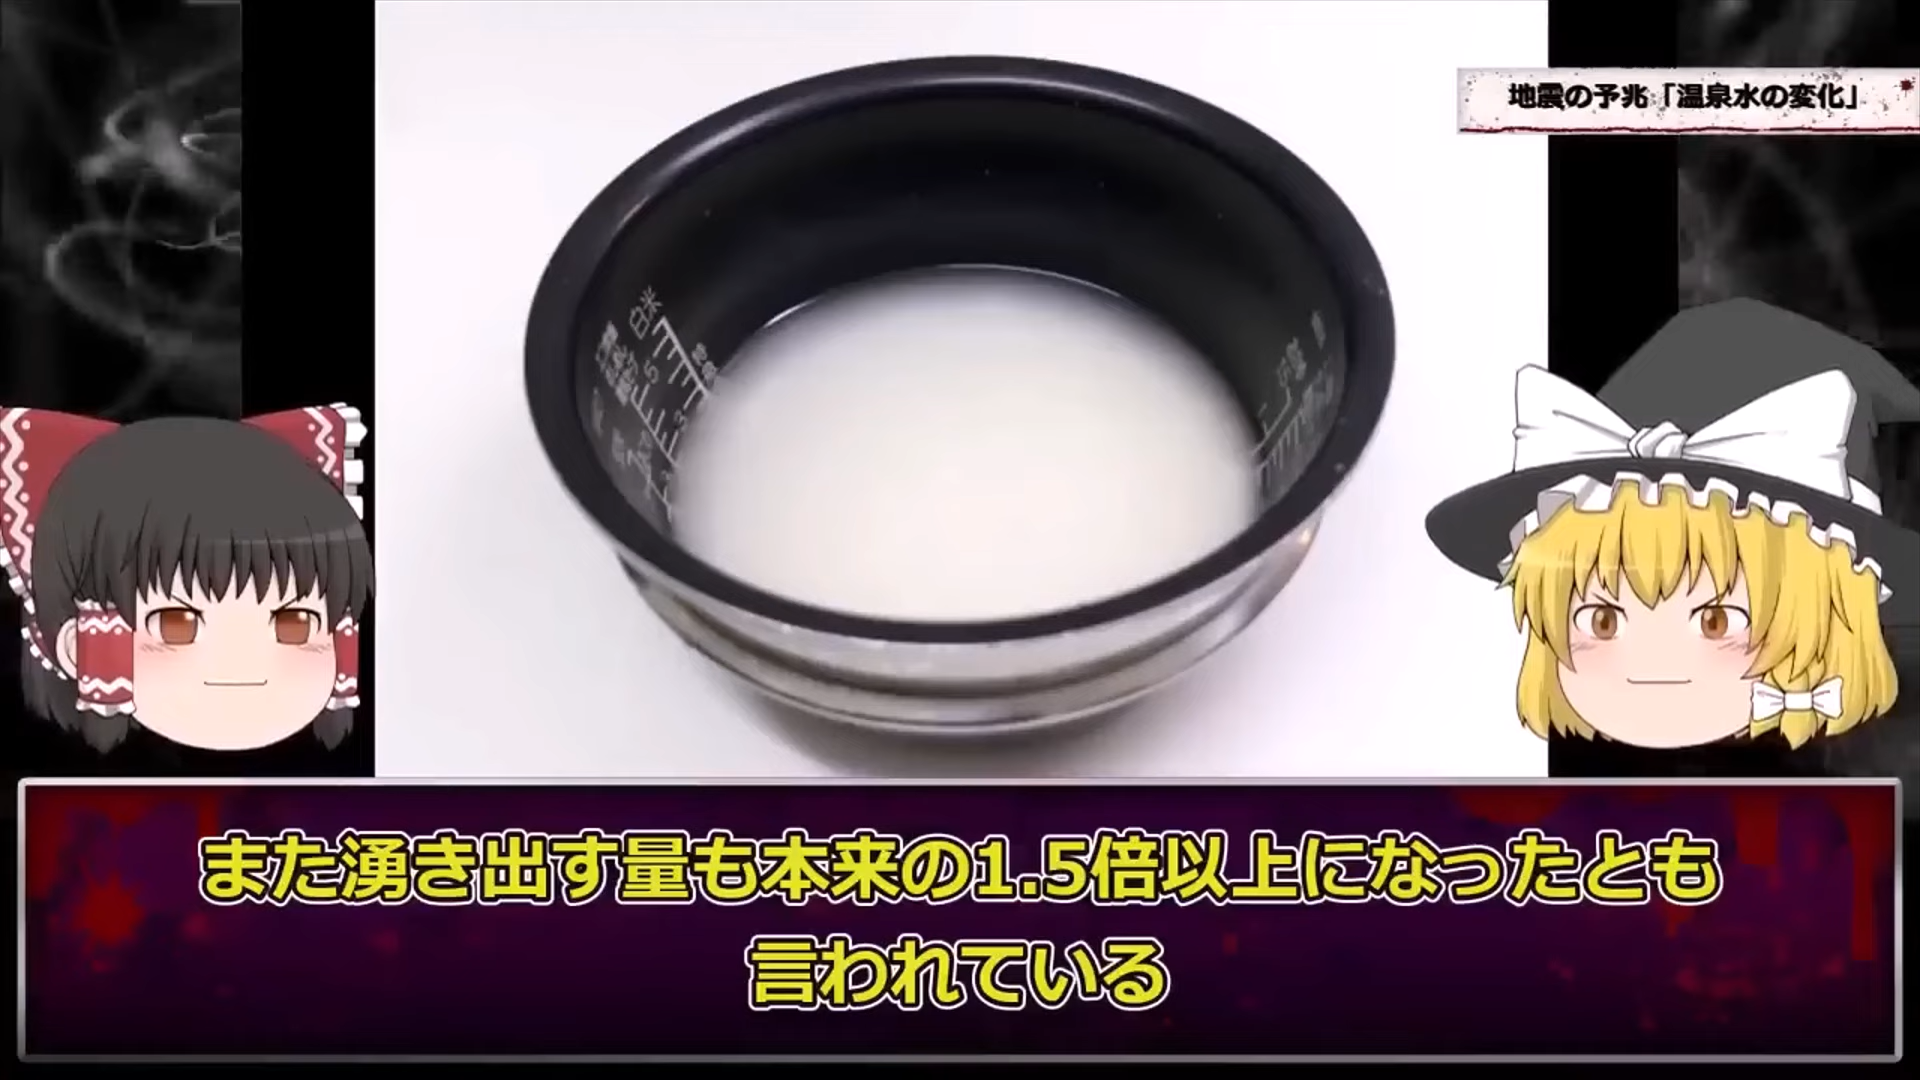 地震の予兆「温泉水の変化」
白米
5
3
また湧き出す量も本来の1.5倍以上になったとも
言われている